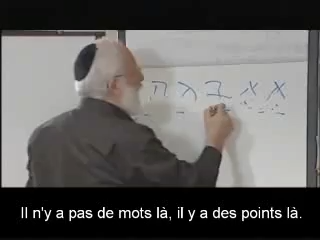 א א ב ג ה
Il n'y a pas de mots là, il y a des points là.